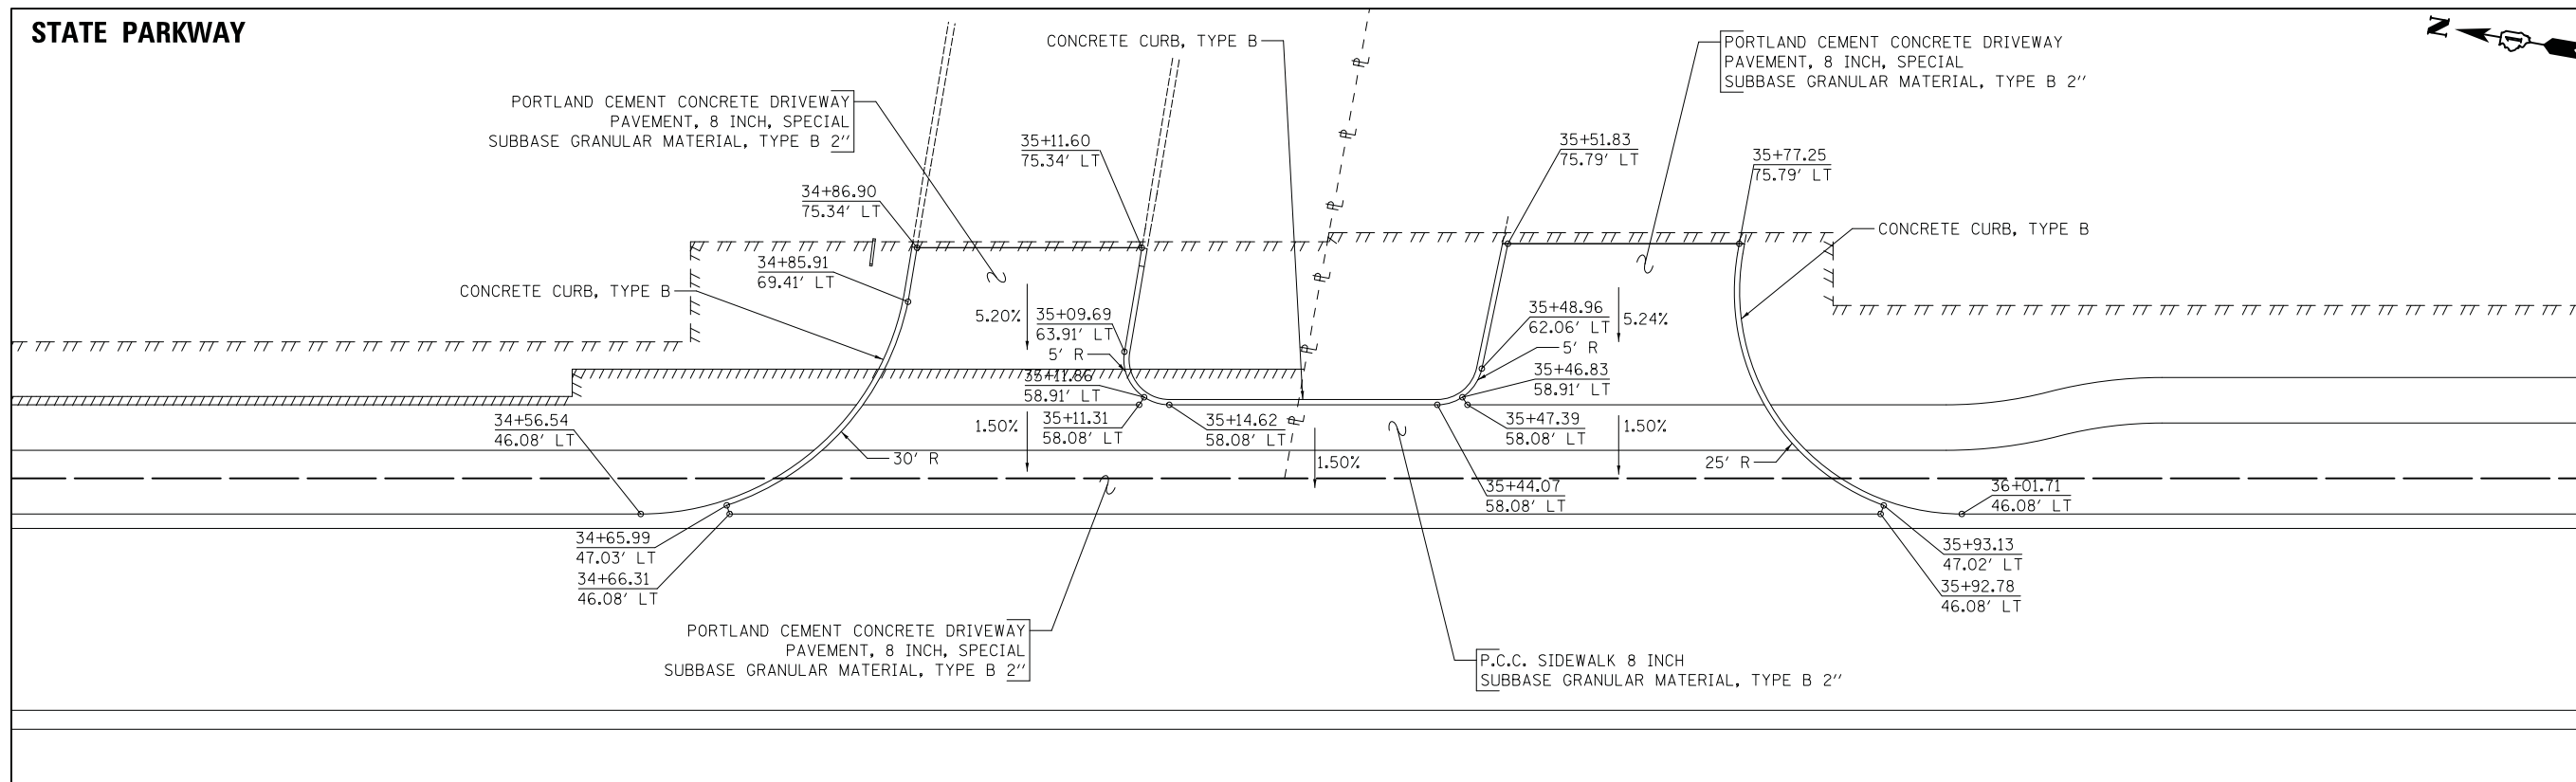 STATE PARKWAY
N
1
CONCRETE CURB, TYPE B
PORTLAND CEMENT CONCRETE DRIVEWAY
PAVEMENT, 8 INCH, SPECIAL
SUBBASE GRANULAR MATERIAL, TYPE B 2''
PORTLAND CEMENT CONCRETE DRIVEWAY
PAVEMENT, 8 INCH, SPECIAL
SUBBASE GRANULAR MATERIAL, TYPE B 2''
35+11.60
75.34' LT
35+51.83
75.79' LT
35+77.25
75.79' LT
34+86.90
75.34' LT
CONCRETE CURB, TYPE B
34+85.91
69.41' LT
CONCRETE CURB, TYPE B
5.20%
35+09.69
63.91' LT
5' R
35+48.96
62.06' LT
5.24%
5' R
35+11.86
58.91' LT
35+46.83
58.91' LT
34+56.54
46.08' LT
1.50%
35+11.31
58.08' LT
35+14.62
58.08' LT
35+47.39
58.08' LT
1.50%
30' R
1.50%
25' R
35+44.07
58.08' LT
36+01.71
46.08' LT
34+65.99
47.03' LT
34+66.31
46.08' LT
35+93.13
47.02' LT
35+92.78
46.08' LT
PORTLAND CEMENT CONCRETE DRIVEWAY
PAVEMENT, 8 INCH, SPECIAL
SUBBASE GRANULAR MATERIAL, TYPE B 2''
P.C.C. SIDEWALK 8 INCH
SUBBASE GRANULAR MATERIAL, TYPE B 2''